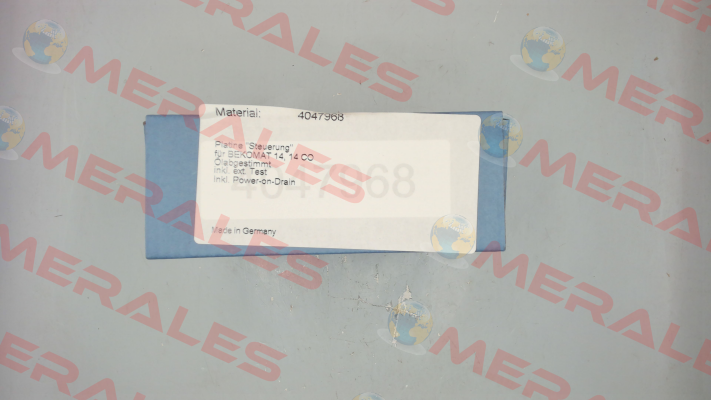 MERALES
MERALES
MERALES
Material: 4047968
Platine "Steuerung"
für BEKOMAT 14, 14 CO
Ölabgestimmt
inkl. ext. Test
inkl. Power-on-Drain
4047968
Made in Germany
MERALES
MERALES
MERALES
MERALES